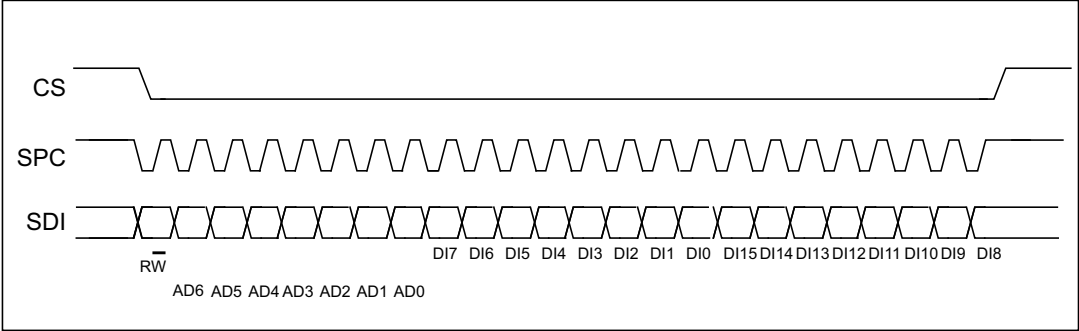 CS
SPC
SDI
DI7 DI6 DI5 DI4 DI3 DI2 DI1 DI0 DI15 DI14 DI13 DI12 DI11 DI10 DI9 DI8
RW
AD6 AD5 AD4 AD3 AD2 AD1 AD0